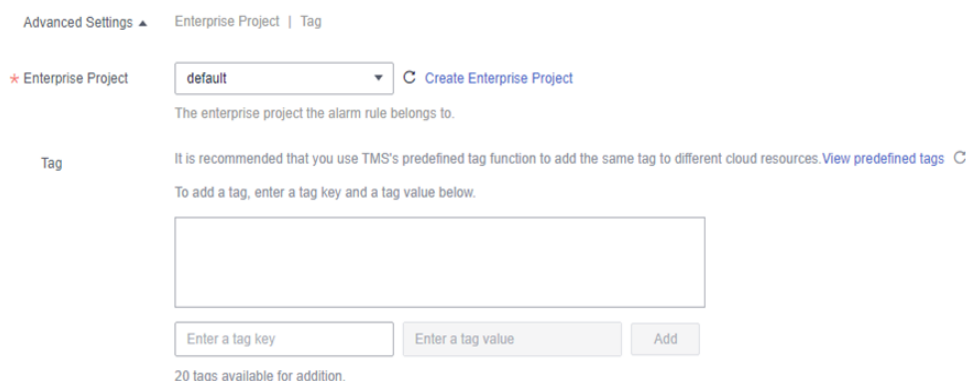 Advanced Settings ▲ Enterprise Project | Tag
* Enterprise Project default Create Enterprise Project
The enterprise project the alarm rule belongs to.
Tag It is recommended that you use TMS's predefined tag function to add the same tag to different cloud resources.View predefined tags
To add a tag, enter a tag key and a tag value below.
Enter a tag key Enter a tag value Add
20 tags available for addition.